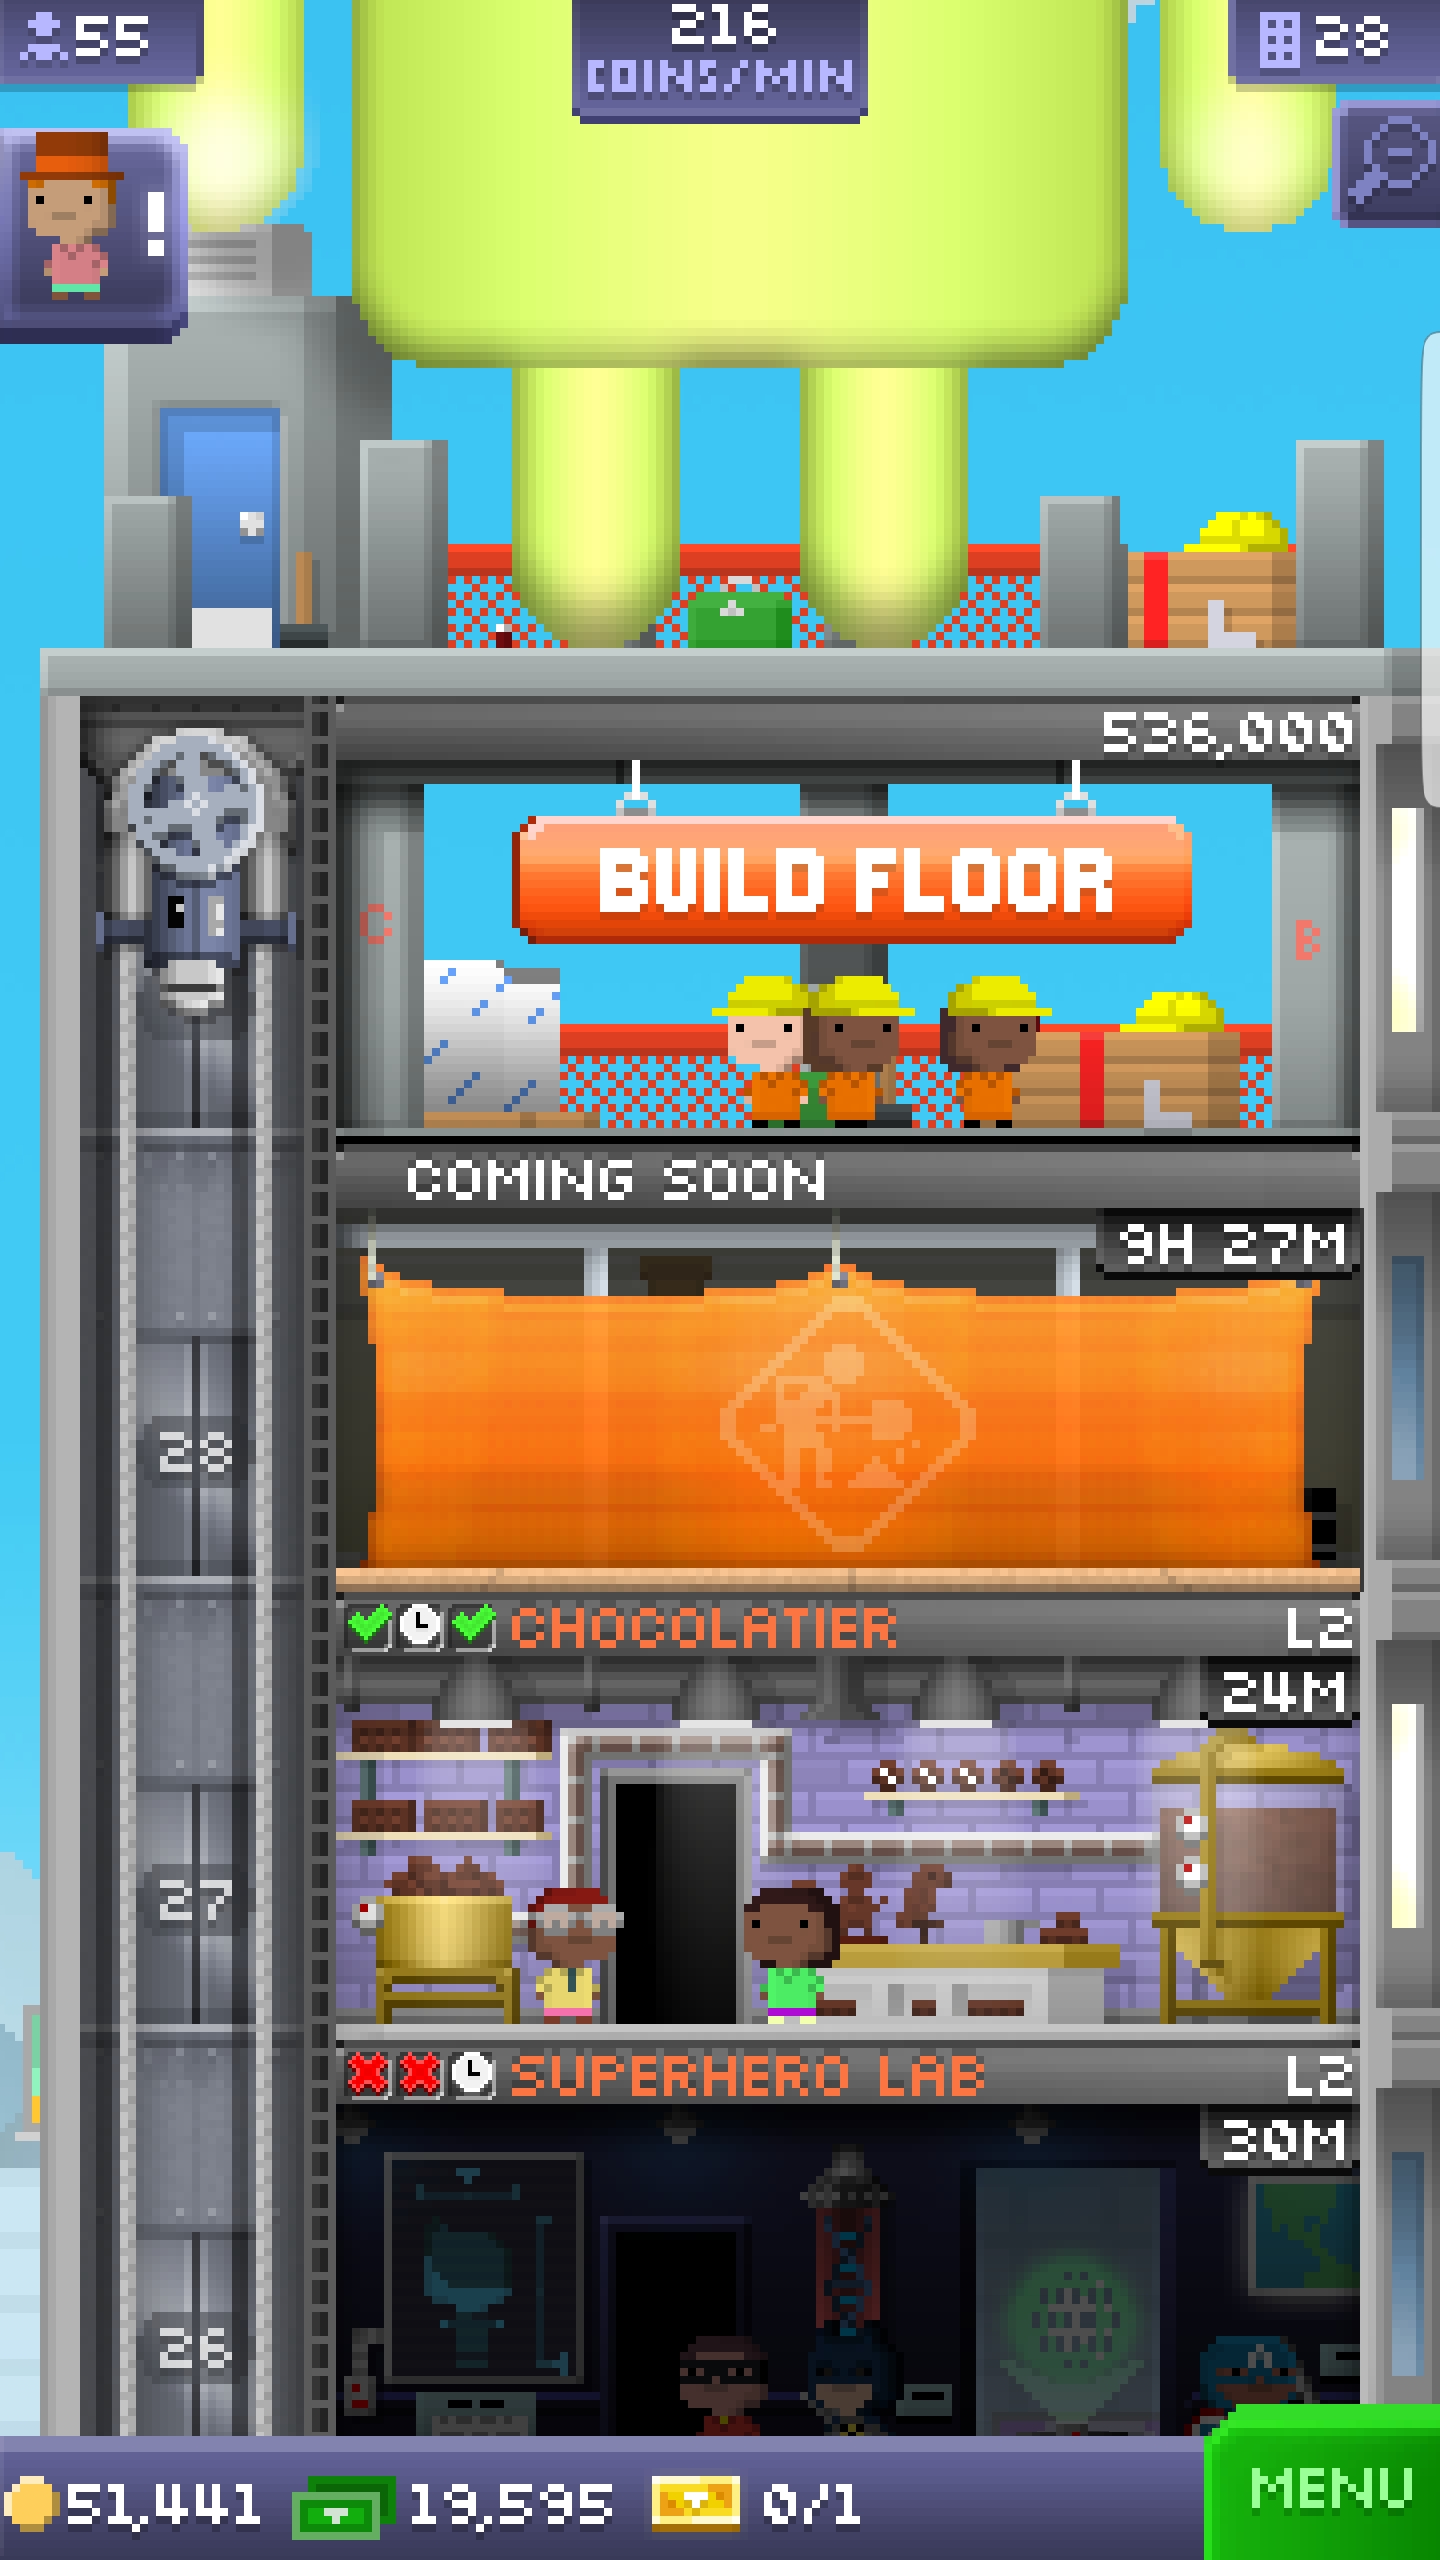 55
216
COINS/MIN
28
!
536,000
BUILD FLOOR
C
B
COMING SOON
9H 27M
28
CHOCOLATIER
L2
24M
27
SUPERHERO LAB
L2
30M
26
51,441
19,595
0/1
MENU